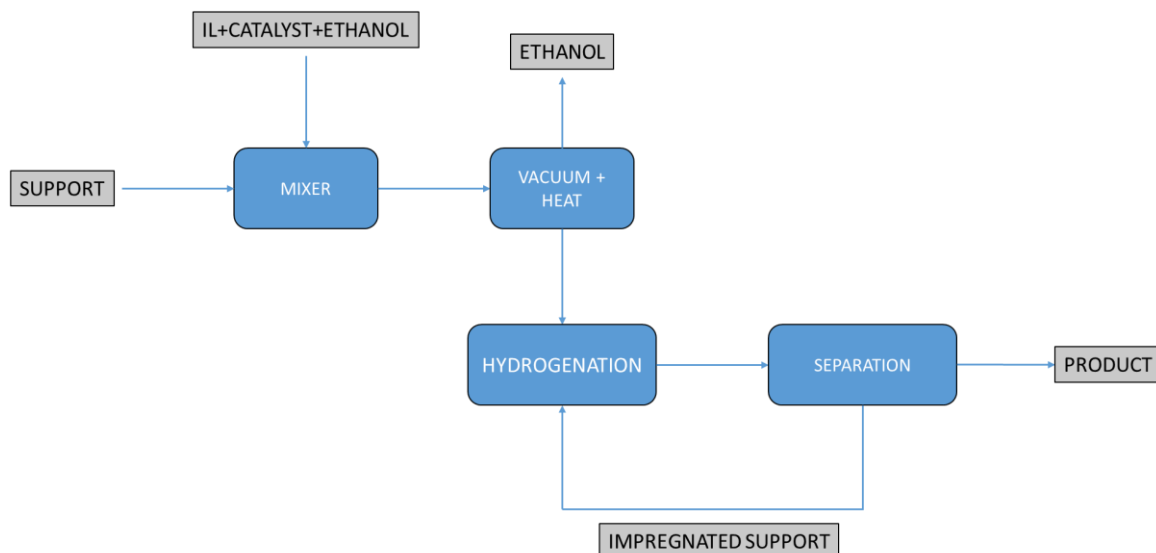 IL+CATALYST+ETHANOL
ETHANOL
SUPPORT
MIXER
VACUUM +
HEAT
HYDROGENATION
SEPARATION
PRODUCT
IMPREGNATED SUPPORT